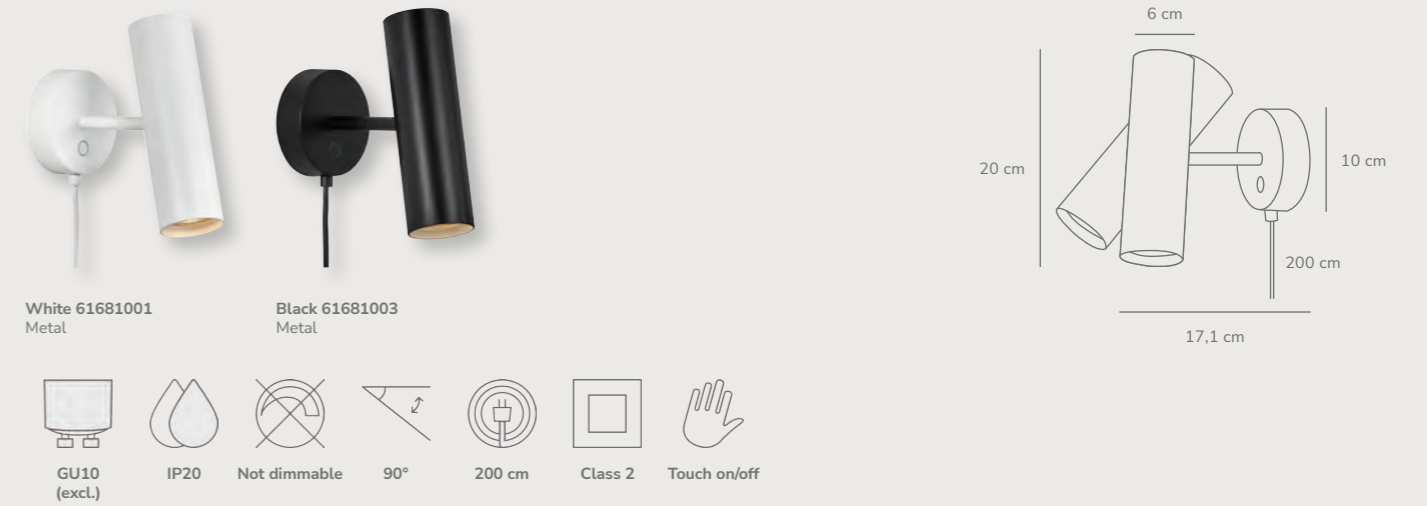 6 cm
20 cm
10 cm
200 cm
17,1 cm
White 61681001
Metal
Black 61681003
Metal
GU10
(excl.)
IP20
Not dimmable
90°
200 cm
Class 2
Touch on/off